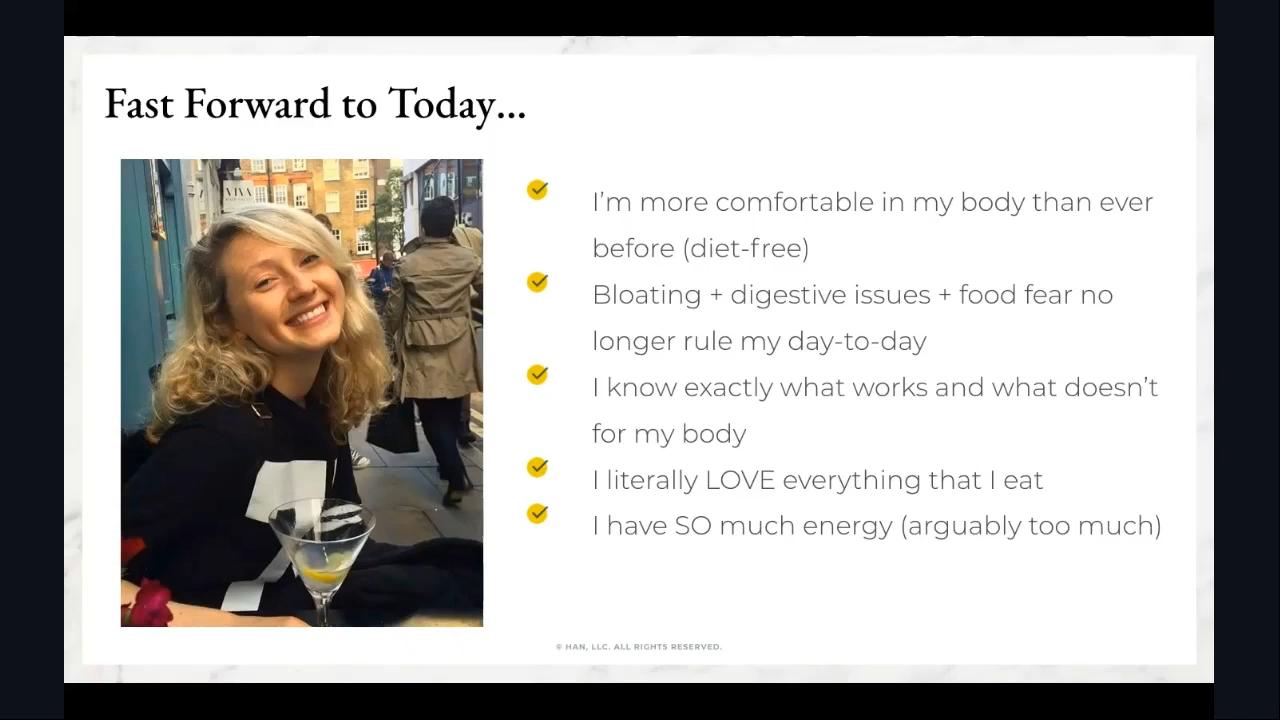 Fast Forward to Today...
VIVA
I'm more comfortable in my body than ever
before (diet-free)
Bloating + digestive issues + food fear no
longer rule my day-to-day
I know exactly what works and what doesn't
for my body
I literally LOVE everything that I eat
I have SO much energy (arguably too much)
© HAN, LLC. ALL RIGHTS RESERVED.